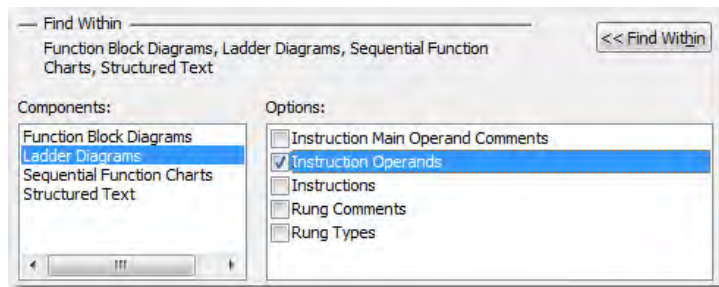 Find Within
Function Block Diagrams, Ladder Diagrams, Sequential Function
Charts, Structured Text
<< Find Within
Components:
Function Block Diagrams
Ladder Diagrams
Sequential Function Charts
Structured Text
Options:
Instruction Main Operand Comments
Instruction Operands
Instructions
Rung Comments
Rung Types